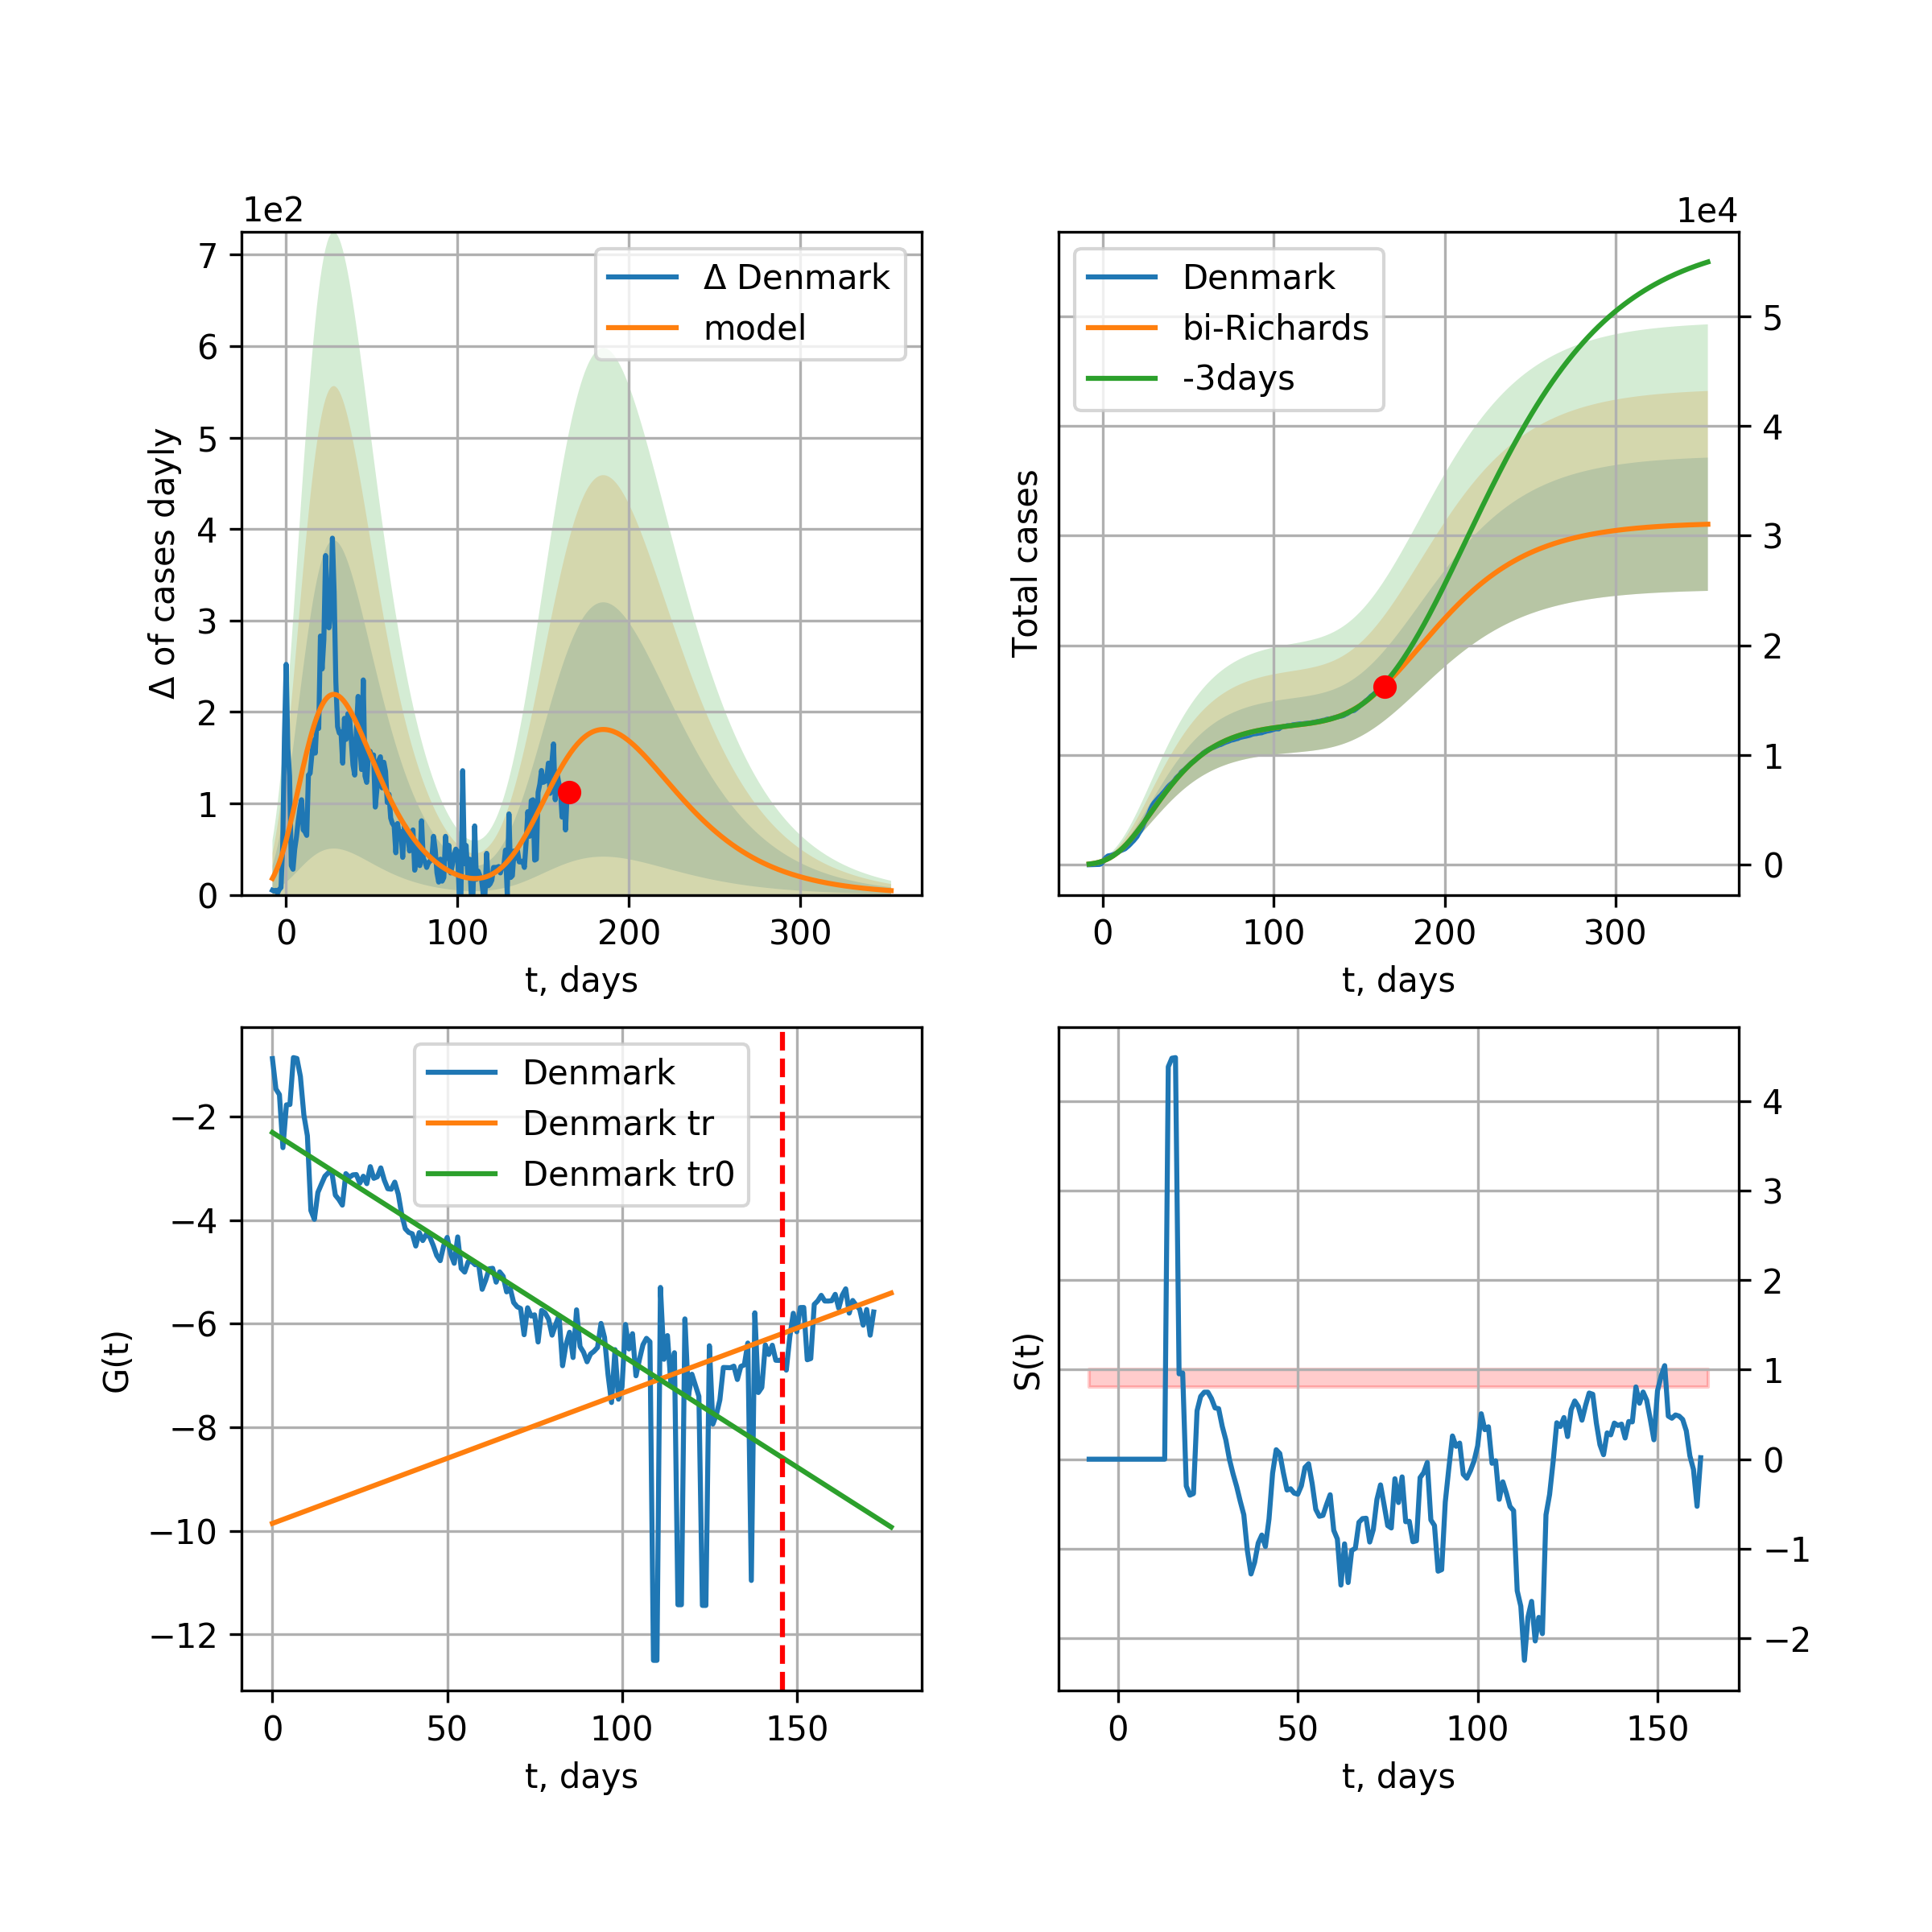 1e2
Δ of cases dayly
7
6
5
4
3
2
1
0
0 100 200 300
t, days
Δ Denmark
model
1e4
Total cases
5
4
3
2
1
0
0 100 200 300
t, days
Denmark
bi-Richards
-3days
G(t)
−2
−4
−6
−8
−10
−12
0 50 100 150
t, days
Denmark
Denmark tr
Denmark tr0
S(t)
4
3
2
1
0
−1
−2
0 50 100 150
t, days